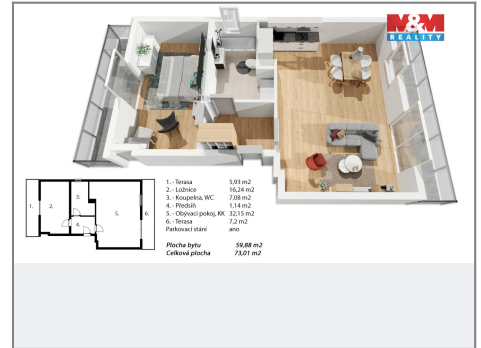 M&M
REALITY
1. - Terasa 5,93 m2
2. - Ložnice 16,24 m2
3. - Koupelna, WC 7,08 m2
4. - Předsíň 1,14 m2
5. - Obývací pokoj, KK 32,15 m2
6. - Terasa 7,2 m2
Parkovací stání ano
Plocha bytu 59,88 m2
Celková plocha 73,01 m2
1.
2.
3.
4.
5.
6.